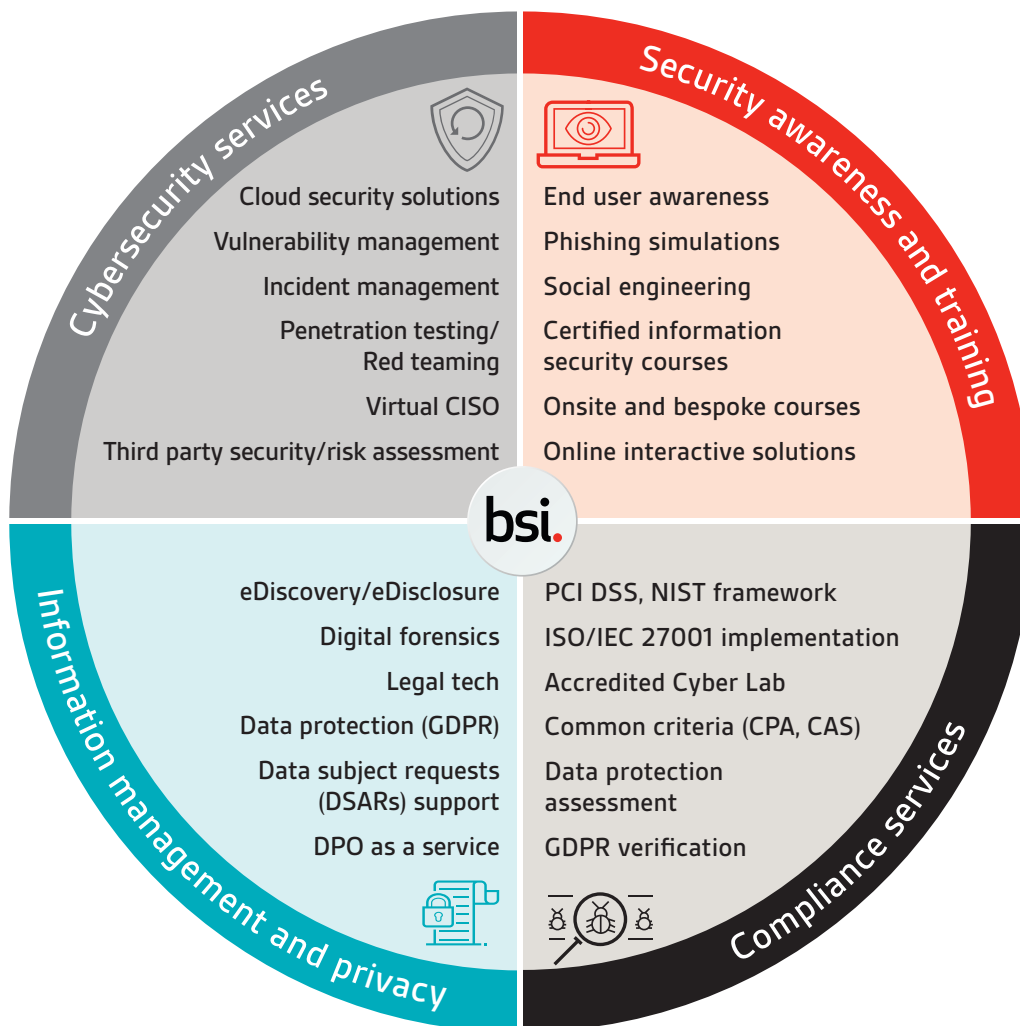 Cybersecurity services
Cloud security solutions
Vulnerability management
Incident management
Penetration testing/
Red teaming
Virtual CISO
Third party security/risk assessment
Security awareness and training
End user awareness
Phishing simulations
Social engineering
Certified information
security courses
Onsite and bespoke courses
Online interactive solutions
bsi.
Information management and privacy
eDiscovery/eDisclosure
Digital forensics
Legal tech
Data protection (GDPR)
Data subject requests
(DSARs) support
DPO as a service
Compliance services
PCI DSS, NIST framework
ISO/IEC 27001 implementation
Accredited Cyber Lab
Common criteria (CPA, CAS)
Data protection
assessment
GDPR verification